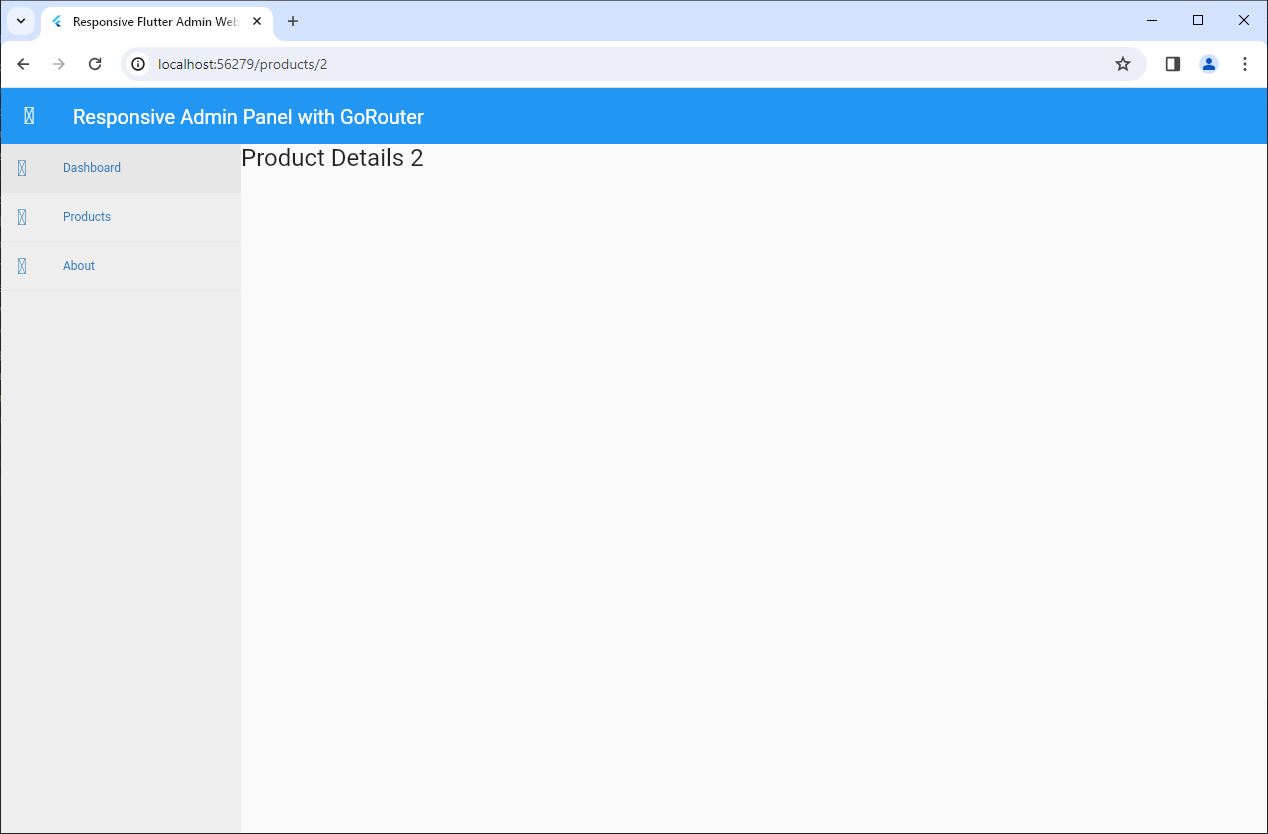 Responsive Flutter Admin Web
localhost:56279/products/2
Responsive Admin Panel with GoRouter
Dashboard
Products
About
Product Details 2